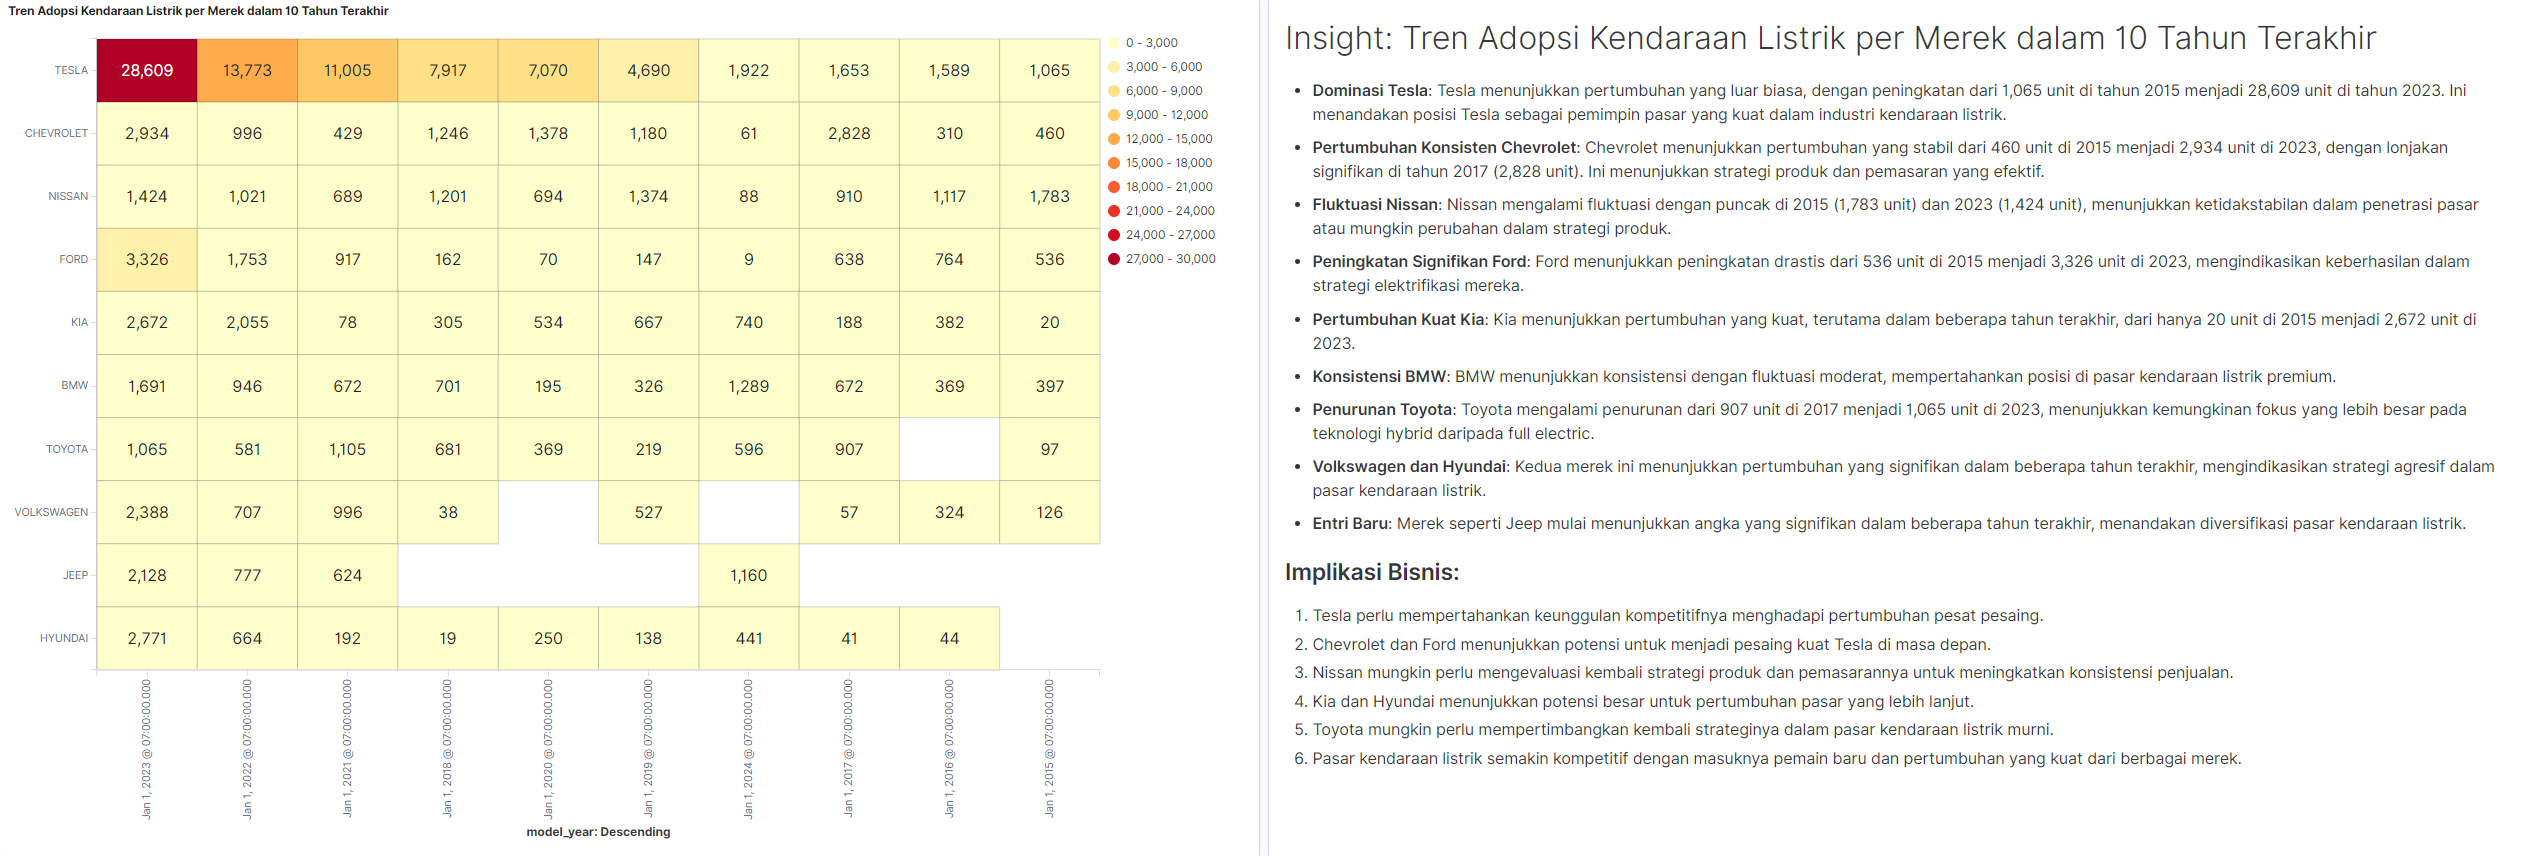 Tren Adopsi Kendaraan Listrik per Merek dalam 10 Tahun Terakhir
TESLA 28,609 13,773 11,005 7,917 7,070 4,690 1,922 1,653 1,589 1,065
CHEVROLET 2,934 996 429 1,246 1,378 1,180 61 2,828 310 460
NISSAN 1,424 1,021 689 1,201 694 1,374 88 910 1,117 1,783
FORD 3,326 1,753 917 162 70 147 9 638 764 536
KIA 2,672 2,055 78 305 534 667 740 188 382 20
BMW 1,691 946 672 701 195 326 1,289 672 369 397
TOYOTA 1,065 581 1,105 681 369 219 596 907 97
VOLKSWAGEN 2,388 707 996 38 527 57 324 126
JEEP 2,128 777 624 1,160
HYUNDAI 2,771 664 192 19 250 138 441 41 44
Jan 1, 2023 @ 07:00:00.000
Jan 1, 2022 @ 07:00:00.000
Jan 1, 2021 @ 07:00:00.000
Jan 1, 2018 @ 07:00:00.000
Jan 1, 2020 @ 07:00:00.000
Jan 1, 2019 @ 07:00:00.000
Jan 1, 2024 @ 07:00:00.000
Jan 1, 2017 @ 07:00:00.000
Jan 1, 2016 @ 07:00:00.000
Jan 1, 2015 @ 07:00:00.000
model_year: Descending
0 - 3,000
3,000 - 6,000
6,000 - 9,000
9,000 - 12,000
12,000 - 15,000
15,000 - 18,000
18,000 - 21,000
21,000 - 24,000
24,000 - 27,000
27,000 - 30,000
Insight: Tren Adopsi Kendaraan Listrik per Merek dalam 10 Tahun Terakhir
• Dominasi Tesla: Tesla menunjukkan pertumbuhan yang luar biasa, dengan peningkatan dari 1,065 unit di tahun 2015 menjadi 28,609 unit di tahun 2023. Ini
menandakan posisi Tesla sebagai pemimpin pasar yang kuat dalam industri kendaraan listrik.
• Pertumbuhan Konsisten Chevrolet: Chevrolet menunjukkan pertumbuhan yang stabil dari 460 unit di 2015 menjadi 2,934 unit di 2023, dengan lonjakan
signifikan di tahun 2017 (2,828 unit). Ini menunjukkan strategi produk dan pemasaran yang efektif.
• Fluktuasi Nissan: Nissan mengalami fluktuasi dengan puncak di 2015 (1,783 unit) dan 2023 (1,424 unit), menunjukkan ketidakstabilan dalam penetrasi pasar
atau mungkin perubahan dalam strategi produk.
• Peningkatan Signifikan Ford: Ford menunjukkan peningkatan drastis dari 536 unit di 2015 menjadi 3,326 unit di 2023, mengindikasikan keberhasilan dalam
strategi elektrifikasi mereka.
• Pertumbuhan Kuat Kia: Kia menunjukkan pertumbuhan yang kuat, terutama dalam beberapa tahun terakhir, dari hanya 20 unit di 2015 menjadi 2,672 unit di
2023.
• Konsistensi BMW: BMW menunjukkan konsistensi dengan fluktuasi moderat, mempertahankan posisi di pasar kendaraan listrik premium.
• Penurunan Toyota: Toyota mengalami penurunan dari 907 unit di 2017 menjadi 1,065 unit di 2023, menunjukkan kemungkinan fokus yang lebih besar pada
teknologi hybrid daripada full electric.
• Volkswagen dan Hyundai: Kedua merek ini menunjukkan pertumbuhan yang signifikan dalam beberapa tahun terakhir, mengindikasikan strategi agresif dalam
pasar kendaraan listrik.
• Entri Baru: Merek seperti Jeep mulai menunjukkan angka yang signifikan dalam beberapa tahun terakhir, menandakan diversifikasi pasar kendaraan listrik.
Implikasi Bisnis:
1. Tesla perlu mempertahankan keunggulan kompetitifnya menghadapi pertumbuhan pesat pesaing.
2. Chevrolet dan Ford menunjukkan potensi untuk menjadi pesaing kuat Tesla di masa depan.
3. Nissan mungkin perlu mengevaluasi kembali strategi produk dan pemasarannya untuk meningkatkan konsistensi penjualan.
4. Kia dan Hyundai menunjukkan potensi besar untuk pertumbuhan pasar yang lebih lanjut.
5. Toyota mungkin perlu mempertimbangkan kembali strateginya dalam pasar kendaraan listrik murni.
6. Pasar kendaraan listrik semakin kompetitif dengan masuknya pemain baru dan pertumbuhan yang kuat dari berbagai merek.